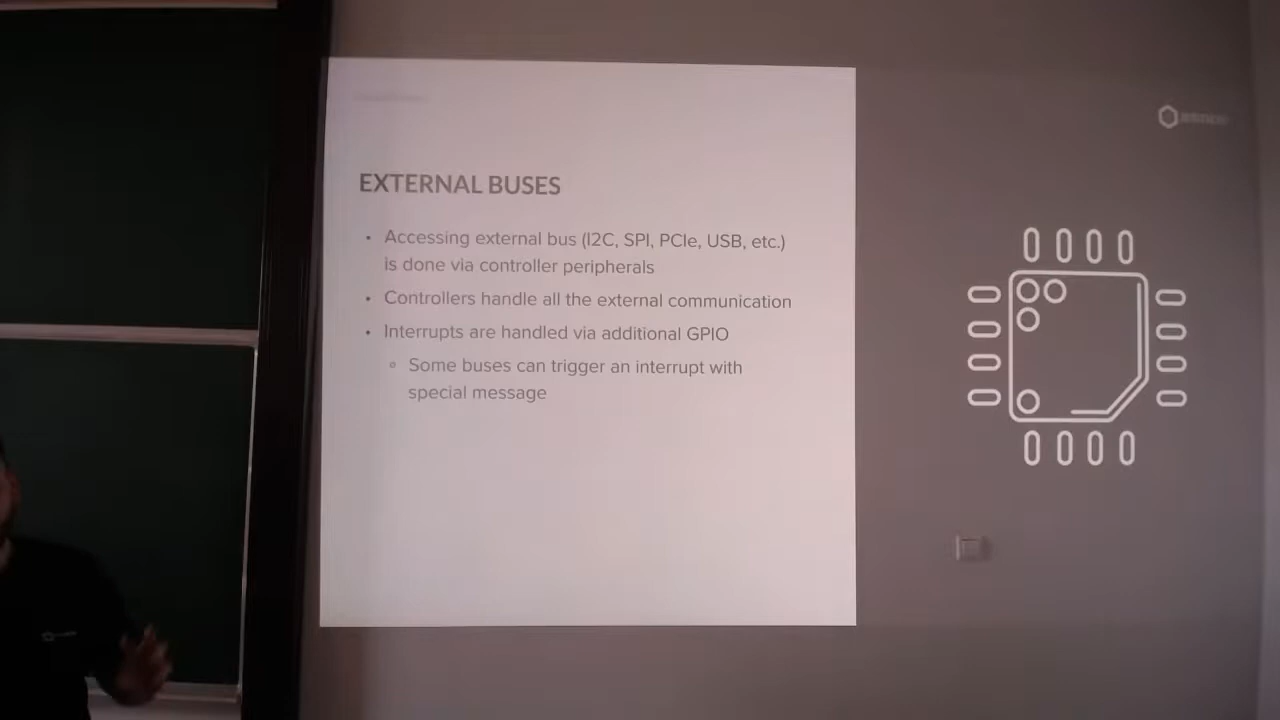 EXTERNAL BUSES
• Accessing external bus (I2C, SPI, PCIe, USB, etc.)
is done via controller peripherals
• Controllers handle all the external communication
• Interrupts are handled via additional GPIO
Some buses can trigger an interrupt with
special message